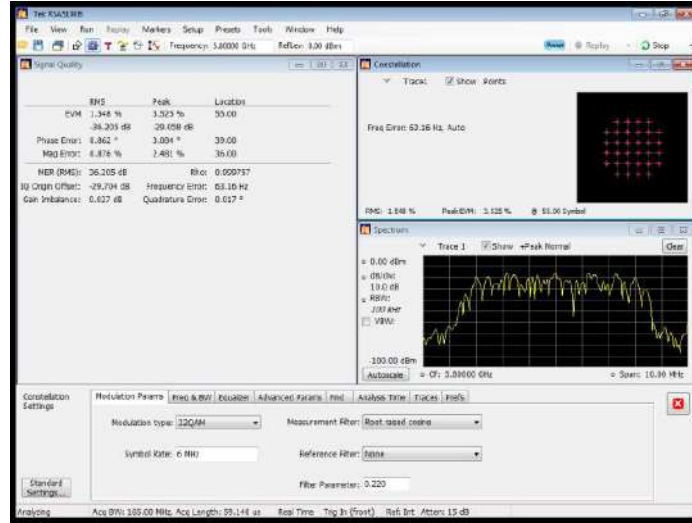 Tek RSA5126B
File View Run Replay Markers Setup Presets Tools Window Help
Frequency: 5.80000 GHz RefLev: 0.00 dBm
Preset Replay Stop
Signal Quality
RMS Peak Location
EVM: 1.548 % 3.525 % 55.00
-36.205 dB -29.058 dB
Phase Error: 0.862 ° 39.00
Mag Error: 0.876 % 2.481 % 36.00
MER (RMS): 36.205 dB Rho: 0.999757
IQ Origin Offset: -29.704 dB Frequency Error: 63.16 Hz
Gain Imbalance: 0.027 dB Quadrature Error: 0.017 °
Constellation
Trace1 Show Points
Freq Error: 63.16 Hz, Auto
RMS: 1.548 % Peak EVM: 3.525 % @ 55.00 Symbol
Spectrum
Trace 1 Show +Peak Normal Clear
0.00 dBm
dB/div:
10.0 dB
RBW:
100 kHz
VBW:
-100.00 dBm
Autoscale CF: 5.80000 GHz Span: 10.00 MHz
Constellation
Settings
Modulation Params Freq & BW Equalizer Advanced Params Find Analysis Time Traces Prefs
Modulation type: 32QAM Measurement Filter: Root raised cosine
Symbol Rate: 6 MHz Reference Filter: None
Filter Parameter: 0.220
Standard
Settings...
Analyzing Acq BW: 165.00 MHz, Acq Length: 59.148 us Real Time Trig In (front) Ref: Int Atten: 15 dB